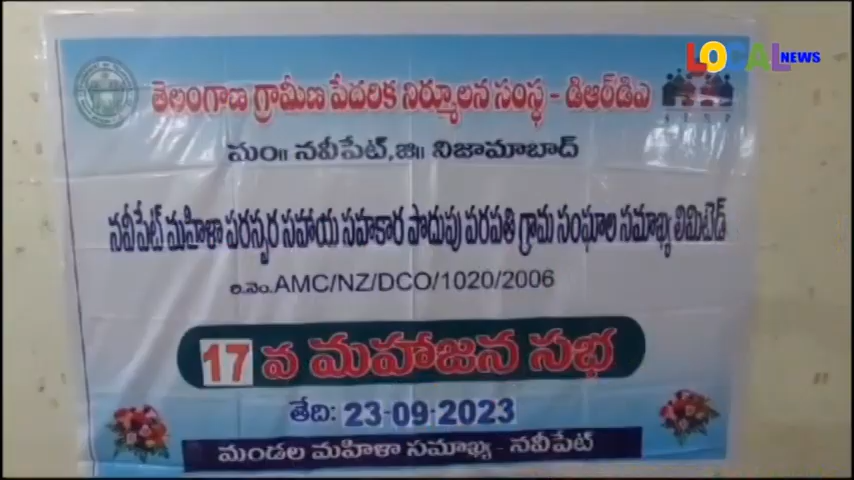 LOCAL NEWS
తెలంగాణ గ్రామీణ పేదరిక నిర్మూలన సంస్థ - డిఆర్‌డిఎ
మం॥ నవీపేట్,జి॥ నిజామాబాద్
నవీపేట్ మహిళా పరస్పర సహాయ సహకార పొదుపు పరపతి గ్రామ సంఘాల సమాఖ్య లిమిటెడ్
రి.నెం.AMC/NZ/DCO/1020/2006
17 వ మహాజన సభ
తేది: 23-09-2023
మండల మహిళా సమాఖ్య - నవీపేట్